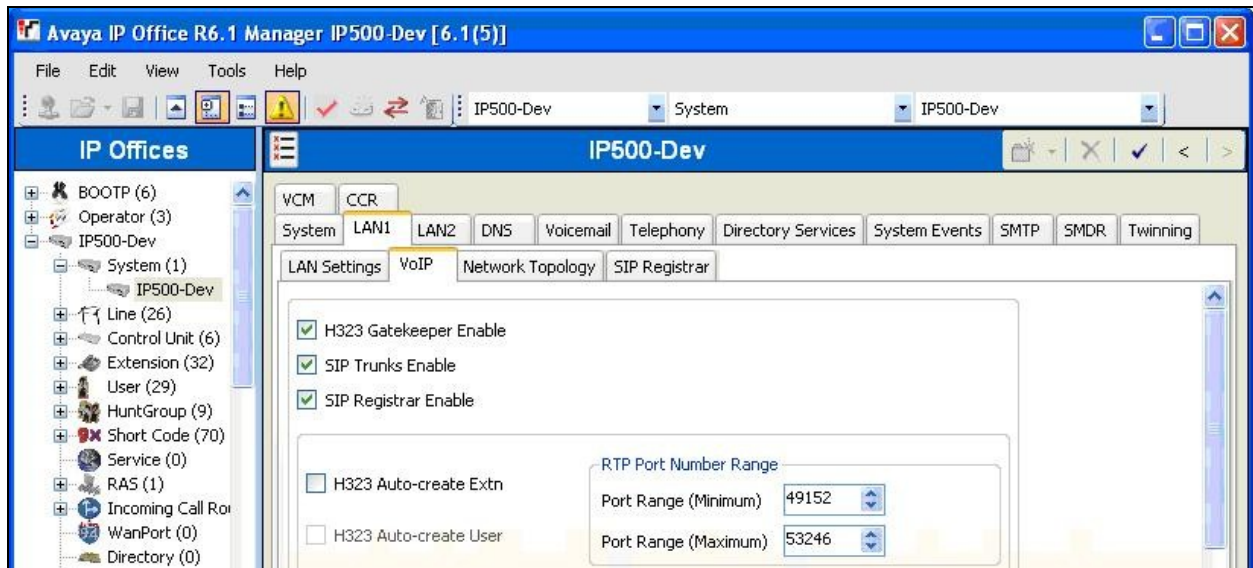 Avaya IP Office R6.1 Manager IP500-Dev [6.1(5)]
File Edit View Tools Help
IP500-Dev System IP500-Dev
IP Offices
BOOTP (6)
Operator (3)
IP500-Dev
System (1)
IP500-Dev
Line (26)
Control Unit (6)
Extension (32)
User (29)
HuntGroup (9)
Short Code (70)
Service (0)
RAS (1)
Incoming Call Rou
WanPort (0)
Directory (0)
IP500-Dev
VCM CCR
System LAN1 LAN2 DNS Voicemail Telephony Directory Services System Events SMTP SMDR Twinning
LAN Settings VoIP Network Topology SIP Registrar
H323 Gatekeeper Enable
SIP Trunks Enable
SIP Registrar Enable
H323 Auto-create Extn
H323 Auto-create User
RTP Port Number Range
Port Range (Minimum) 49152
Port Range (Maximum) 53246